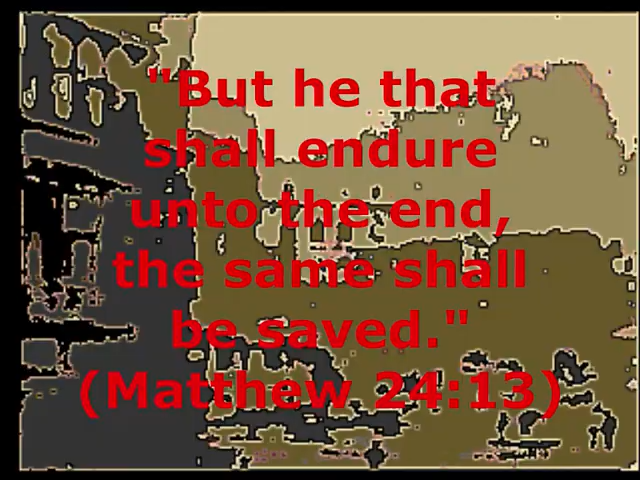 "But he that
shall endure
unto the end,
the same shall
be saved."
(Matthew 24:13)